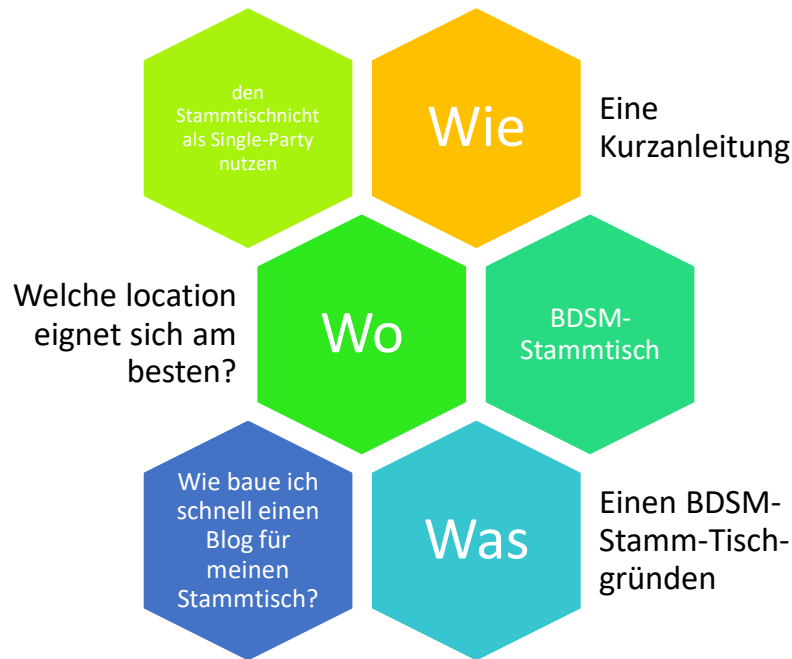 den
Stammtischnicht
als Single-Party
nutzen
Wie
Eine
Kurzanleitung
Welche location
eignet sich am
besten?
Wo
BDSM-
Stammtisch
Wie baue ich
schnell einen
Blog für
meinen
Stammtisch?
Was
Einen BDSM-
Stamm-Tisch-
gründen